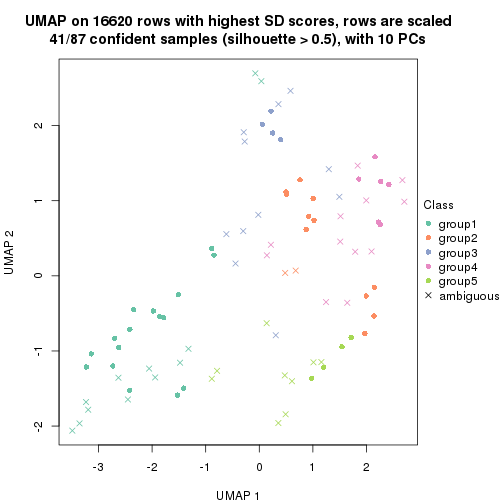 UMAP on 16620 rows with highest SD scores, rows are scaled
41/87 confident samples (silhouette > 0.5), with 10 PCs
UMAP 2
2
1
0
-1
-2
-3
-2
-1
0
1
2
UMAP 1
Class
group1
group2
group3
group4
group5
ambiguous